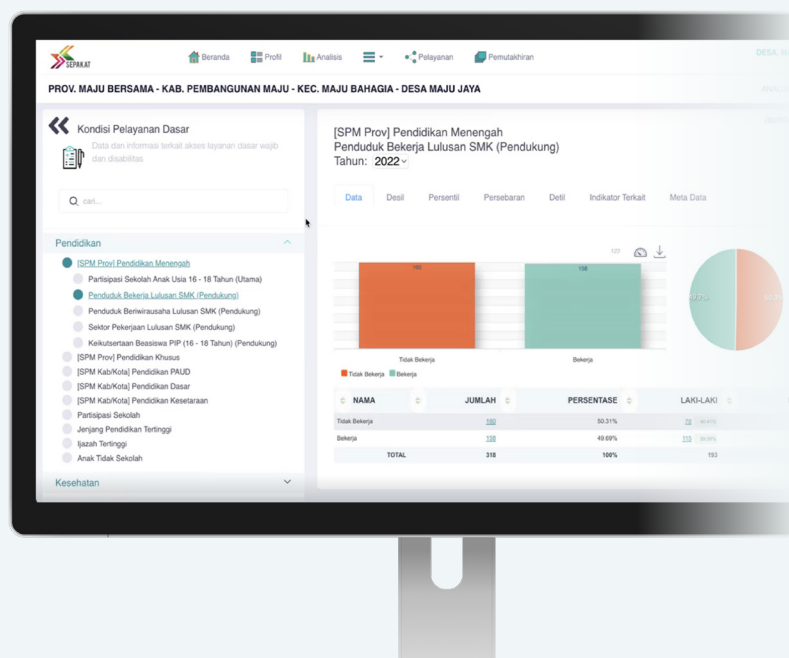 SEPAKAT
Beranda Profil Analisis Pelayanan Pemutakhiran
DESA. MA
PROV. MAJU BERSAMA - KAB. PEMBANGUNAN MAJU - KEC. MAJU BAHAGIA - DESA MAJU JAYA
Kondisi Pelayanan Dasar
Data dan informasi terkait akses layanan dasar wajib
dan disabilitas
cari...
Pendidikan
[SPM Prov] Pendidikan Menengah
Partisipasi Sekolah Anak Usia 16 - 18 Tahun (Utama)
Penduduk Bekerja Lulusan SMK (Pendukung)
Penduduk Beriwirausaha Lulusan SMK (Pendukung)
Sektor Pekerjaan Lulusan SMK (Pendukung)
Keikutsertaan Beasiswa PIP (16 - 18 Tahun) (Pendukung)
[SPM Prov] Pendidikan Khusus
[SPM Kab/Kota] Pendidikan PAUD
[SPM Kab/Kota] Pendidikan Dasar
[SPM Kab/Kota] Pendidikan Kesetaraan
Partisipasi Sekolah
Jenjang Pendidikan Tertinggi
Ijazah Tertinggi
Anak Tidak Sekolah
Kesehatan
[SPM Prov] Pendidikan Menengah
Penduduk Bekerja Lulusan SMK (Pendukung)
Tahun: 2022
Data Desil Persentil Persebaran Detil Indikator Terkait Meta Data
160 158
Tidak Bekerja Bekerja
Tidak Bekerja Bekerja
NAMA JUMLAH PERSENTASE LAKI-LAKI
Tidak Bekerja 160 50.31%
Bekerja 158 49.69%
TOTAL 318 100% 193